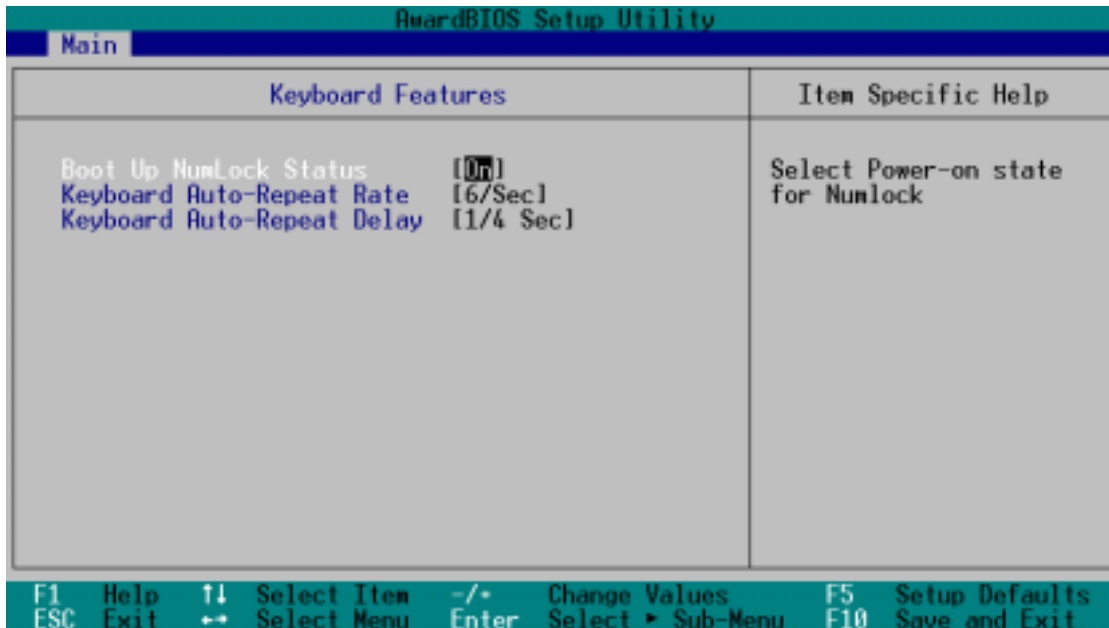 AwardBIOS Setup Utility
Main
Keyboard Features
Item Specific Help
Boot Up NumLock Status [On]
Keyboard Auto-Repeat Rate [6/Sec]
Keyboard Auto-Repeat Delay [1/4 Sec]
Select Power-on state
for Numlock
F1 Help ↑↓ Select Item -/+ Change Values F5 Setup Defaults
ESC Exit ←→ Select Menu Enter Select ► Sub-Menu F10 Save and Exit